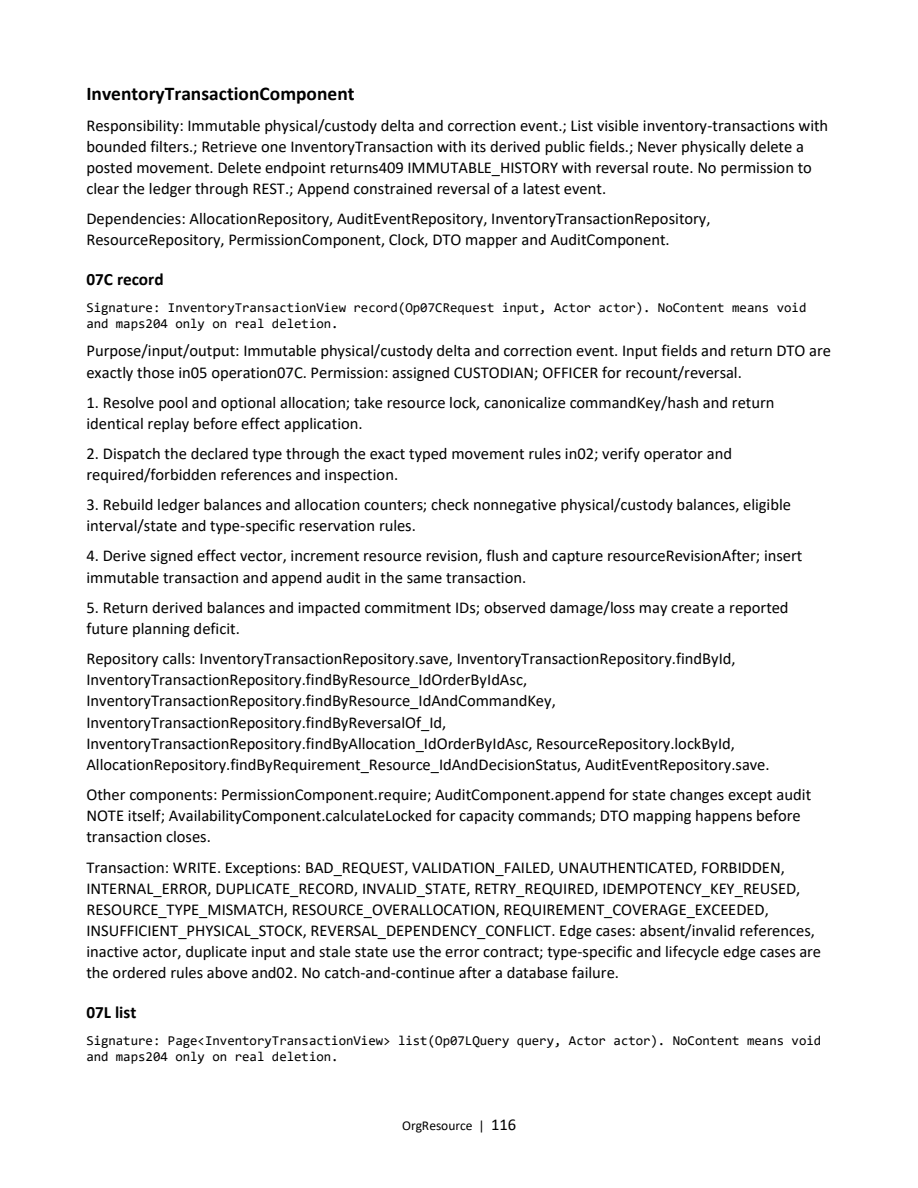 InventoryTransactionComponent
Responsibility: Immutable physical/custody delta and correction event.; List visible inventory-transactions with
bounded filters.; Retrieve one InventoryTransaction with its derived public fields.; Never physically delete a
posted movement. Delete endpoint returns409 IMMUTABLE_HISTORY with reversal route. No permission to
clear the ledger through REST.; Append constrained reversal of a latest event.
Dependencies: AllocationRepository, AuditEventRepository, InventoryTransactionRepository,
ResourceRepository, PermissionComponent, Clock, DTO mapper and AuditComponent.
07C record
Signature: InventoryTransactionView record(Op07CRequest input, Actor actor). NoContent means void
and maps204 only on real deletion.
Purpose/input/output: Immutable physical/custody delta and correction event. Input fields and return DTO are
exactly those in05 operation07C. Permission: assigned CUSTODIAN; OFFICER for recount/reversal.
1. Resolve pool and optional allocation; take resource lock, canonicalize commandKey/hash and return
identical replay before effect application.
2. Dispatch the declared type through the exact typed movement rules in02; verify operator and
required/forbidden references and inspection.
3. Rebuild ledger balances and allocation counters; check nonnegative physical/custody balances, eligible
interval/state and type-specific reservation rules.
4. Derive signed effect vector, increment resource revision, flush and capture resourceRevisionAfter; insert
immutable transaction and append audit in the same transaction.
5. Return derived balances and impacted commitment IDs; observed damage/loss may create a reported
future planning deficit.
Repository calls: InventoryTransactionRepository.save, InventoryTransactionRepository.findById,
InventoryTransactionRepository.findByResource_IdOrderByIdAsc,
InventoryTransactionRepository.findByResource_IdAndCommandKey,
InventoryTransactionRepository.findByReversalOf_Id,
InventoryTransactionRepository.findByAllocation_IdOrderByIdAsc, ResourceRepository.lockById,
AllocationRepository.findByRequirement_Resource_IdAndDecisionStatus, AuditEventRepository.save.
Other components: PermissionComponent.require; AuditComponent.append for state changes except audit
NOTE itself; AvailabilityComponent.calculateLocked for capacity commands; DTO mapping happens before
transaction closes.
Transaction: WRITE. Exceptions: BAD_REQUEST, VALIDATION_FAILED, UNAUTHENTICATED, FORBIDDEN,
INTERNAL_ERROR, DUPLICATE_RECORD, INVALID_STATE, RETRY_REQUIRED, IDEMPOTENCY_KEY_REUSED,
RESOURCE_TYPE_MISMATCH, RESOURCE_OVERALLOCATION, REQUIREMENT_COVERAGE_EXCEEDED,
INSUFFICIENT_PHYSICAL_STOCK, REVERSAL_DEPENDENCY_CONFLICT. Edge cases: absent/invalid references,
inactive actor, duplicate input and stale state use the error contract; type-specific and lifecycle edge cases are
the ordered rules above and02. No catch-and-continue after a database failure.
07L list
Signature: Page<InventoryTransactionView> list(Op07LQuery query, Actor actor). NoContent means void
and maps204 only on real deletion.
OrgResource | 116